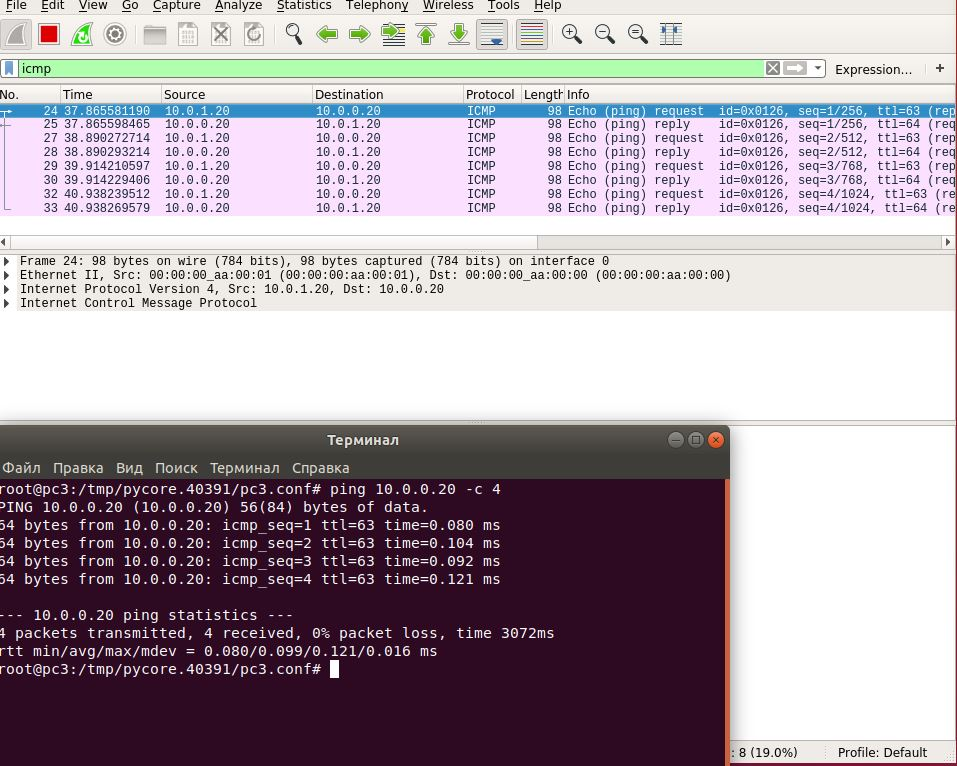 File Edit View Go Capture Analyze Statistics Telephony Wireless Tools Help
icmp Expression... +
No. Time Source Destination Protocol Length Info
24 37.865581190 10.0.1.20 10.0.0.20 ICMP 98 Echo (ping) request id=0x0126, seq=1/256, ttl=63 (rep
25 37.865598465 10.0.0.20 10.0.1.20 ICMP 98 Echo (ping) reply id=0x0126, seq=1/256, ttl=64 (req
27 38.890272714 10.0.1.20 10.0.0.20 ICMP 98 Echo (ping) request id=0x0126, seq=2/512, ttl=63 (rep
28 38.890293214 10.0.0.20 10.0.1.20 ICMP 98 Echo (ping) reply id=0x0126, seq=2/512, ttl=64 (req
29 39.914210597 10.0.1.20 10.0.0.20 ICMP 98 Echo (ping) request id=0x0126, seq=3/768, ttl=63 (rep
30 39.914229406 10.0.0.20 10.0.1.20 ICMP 98 Echo (ping) reply id=0x0126, seq=3/768, ttl=64 (req
32 40.938239512 10.0.1.20 10.0.0.20 ICMP 98 Echo (ping) request id=0x0126, seq=4/1024, ttl=63 (re
33 40.938269579 10.0.0.20 10.0.1.20 ICMP 98 Echo (ping) reply id=0x0126, seq=4/1024, ttl=64 (re
Frame 24: 98 bytes on wire (784 bits), 98 bytes captured (784 bits) on interface 0
Ethernet II, Src: 00:00:00_aa:00:01 (00:00:00:aa:00:01), Dst: 00:00:00_aa:00:00 (00:00:00:aa:00:00)
Internet Protocol Version 4, Src: 10.0.1.20, Dst: 10.0.0.20
Internet Control Message Protocol
Терминал
Файл Правка Вид Поиск Терминал Справка
root@pc3:/tmp/pycore.40391/pc3.conf# ping 10.0.0.20 -c 4
PING 10.0.0.20 (10.0.0.20) 56(84) bytes of data.
64 bytes from 10.0.0.20: icmp_seq=1 ttl=63 time=0.080 ms
64 bytes from 10.0.0.20: icmp_seq=2 ttl=63 time=0.104 ms
64 bytes from 10.0.0.20: icmp_seq=3 ttl=63 time=0.092 ms
64 bytes from 10.0.0.20: icmp_seq=4 ttl=63 time=0.121 ms
--- 10.0.0.20 ping statistics ---
4 packets transmitted, 4 received, 0% packet loss, time 3072ms
rtt min/avg/max/mdev = 0.080/0.099/0.121/0.016 ms
root@pc3:/tmp/pycore.40391/pc3.conf#
: 8 (19.0%) Profile: Default